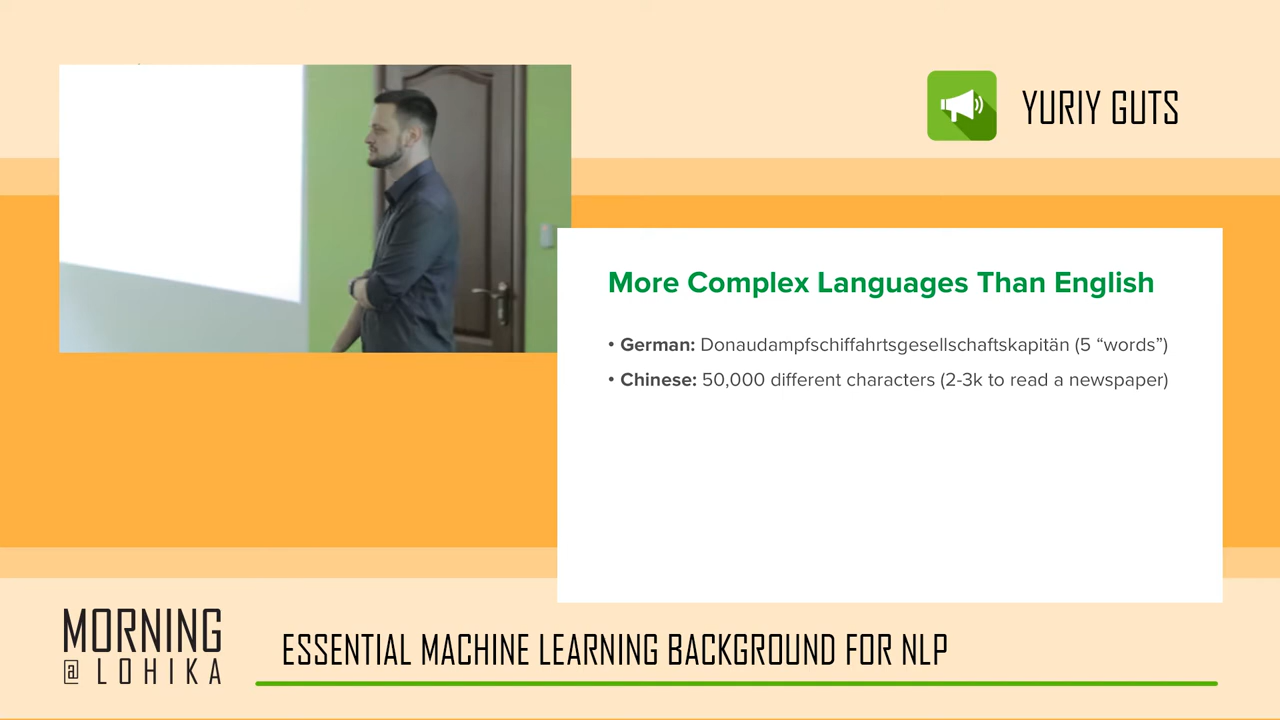 YURIY GUTS
More Complex Languages Than English
• German: Donaudampfschiffahrtsgesellschaftskapitän (5 “words”)
• Chinese: 50,000 different characters (2-3k to read a newspaper)
MORNING
@ LOHIKA
ESSENTIAL MACHINE LEARNING BACKGROUND FOR NLP